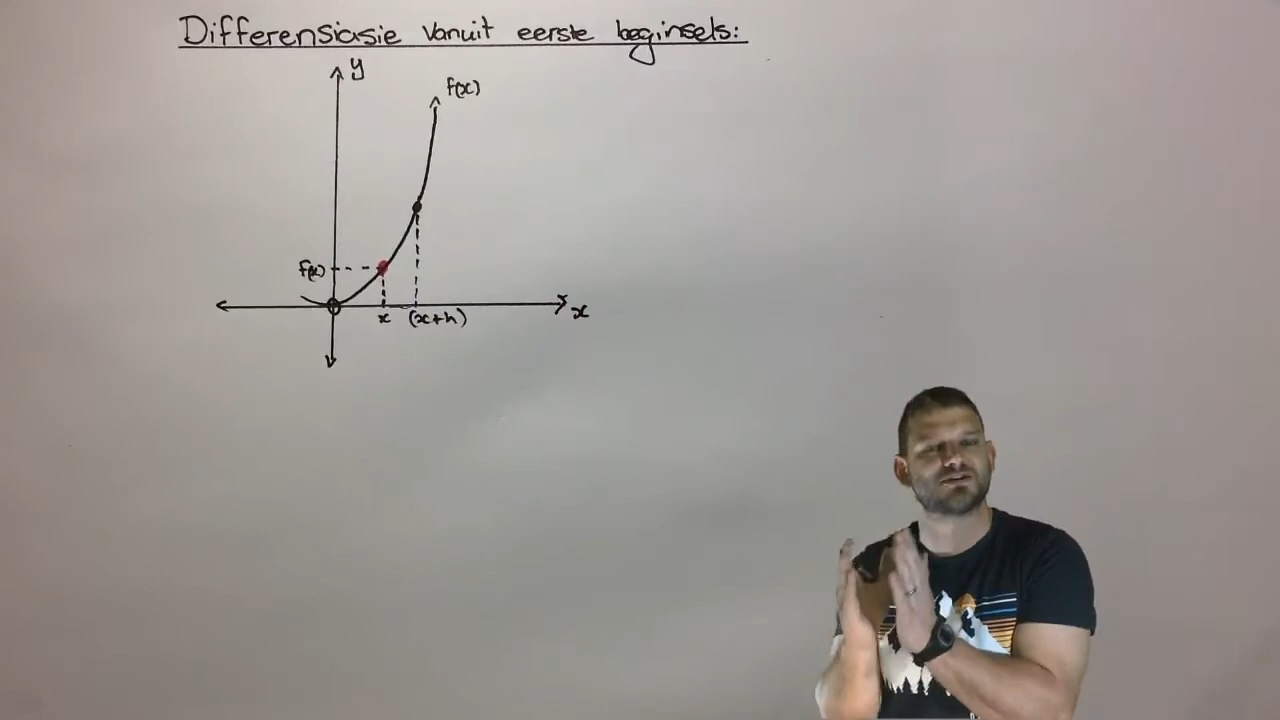 Differensiasie vanuit eerste beginsels:
y
f(x)
f(x)
x
(x+h)
x